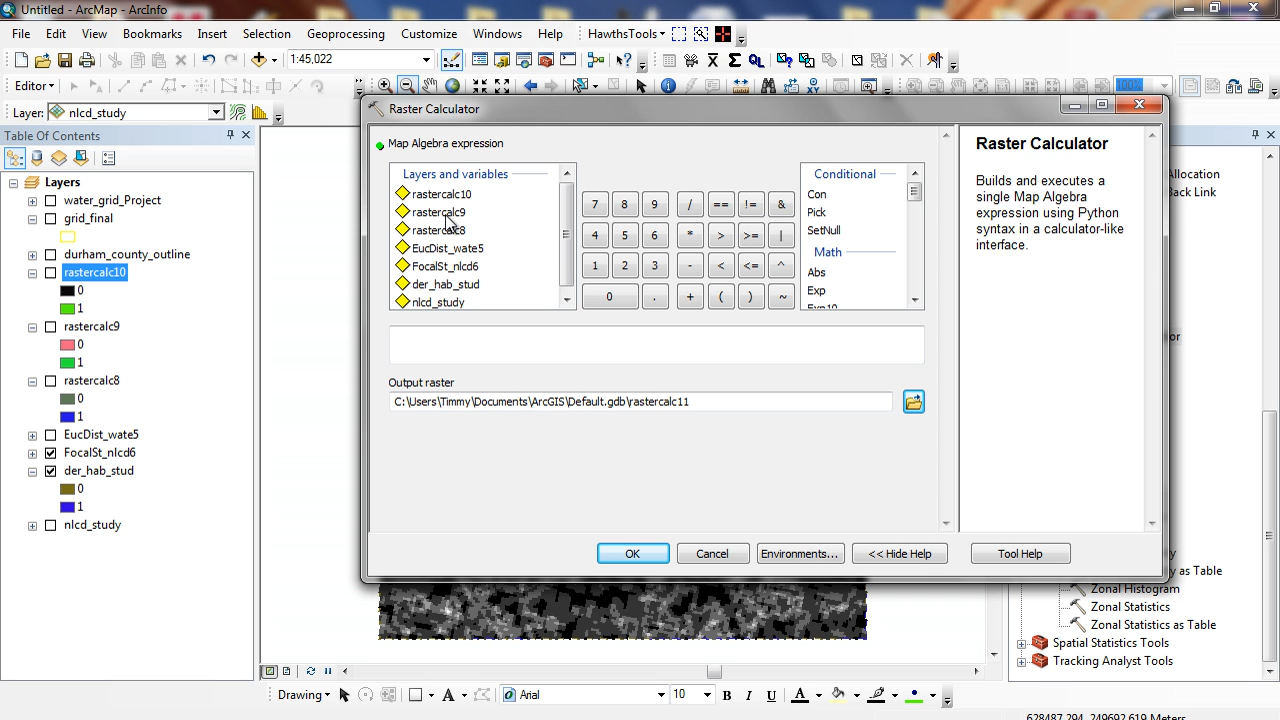 Untitled - ArcMap - ArcInfo
File Edit View Bookmarks Insert Selection Geoprocessing Customize Windows Help HawthsTools
1:45,022
Editor 100%
Layer: nlcd_study
Table Of Contents
Layers
water_grid_Project
grid_final
durham_county_outline
rastercalc10
0
1
rastercalc9
0
1
rastercalc8
0
1
EucDist_wate5
FocalSt_nlcd6
der_hab_stud
0
1
nlcd_study
Raster Calculator
Map Algebra expression
Layers and variables
rastercalc10
rastercalc9
rastercalc8
EucDist_wate5
FocalSt_nlcd6
der_hab_stud
nlcd_study
7 8 9 / == != &
4 5 6 * > >= |
1 2 3 - < <= ^
0 . + ( ) ~
Conditional
Con
Pick
SetNull
Math
Abs
Exp
Exp10
Output raster
C:\Users\Timmy\Documents\ArcGIS\Default.gdb\rastercalc11
OK Cancel Environments... << Hide Help Tool Help
Raster Calculator
Builds and executes a
single Map Algebra
expression using Python
syntax in a calculator-like
interface.
Allocation
Back Link
or
y
y as Table
Zonal Histogram
Zonal Statistics
Zonal Statistics as Table
Spatial Statistics Tools
Tracking Analyst Tools
Drawing Arial 10 B I U A
628487.294 249692.619 Meters